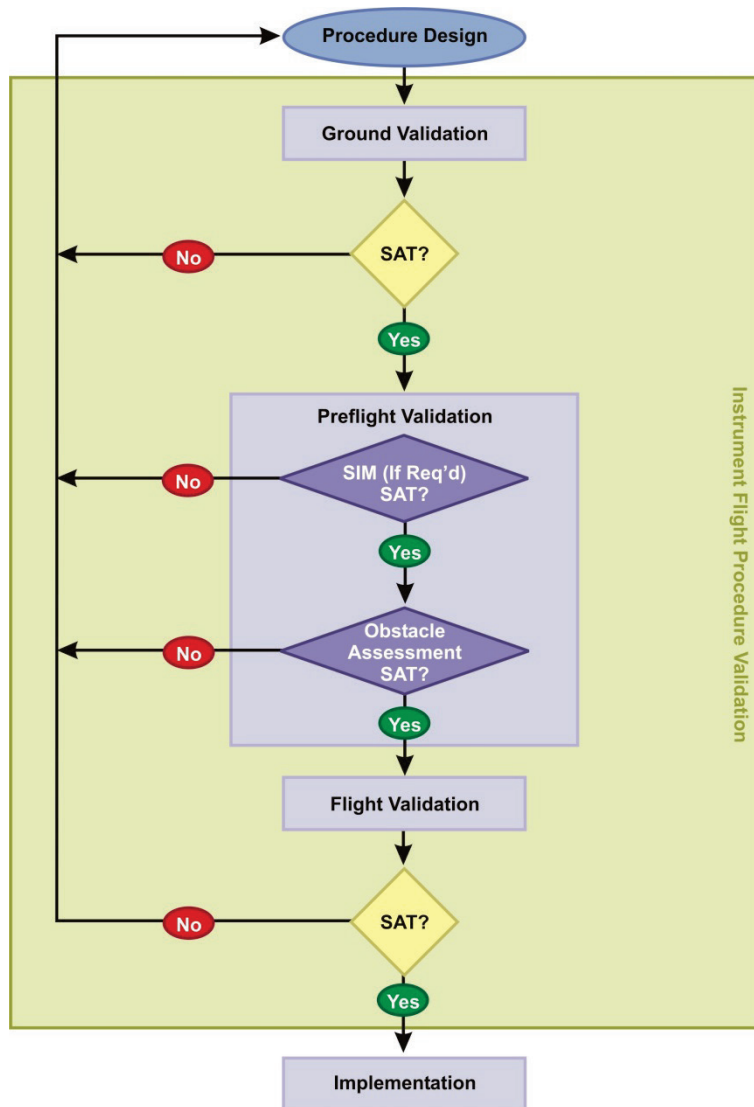 Procedure Design
Ground Validation
SAT?
No
Yes
Preflight Validation
SIM (If Req’d)
SAT?
No
Yes
Obstacle
Assessment
SAT?
No
Yes
Flight Validation
SAT?
No
Yes
Implementation
Instrument Flight Procedure Validation